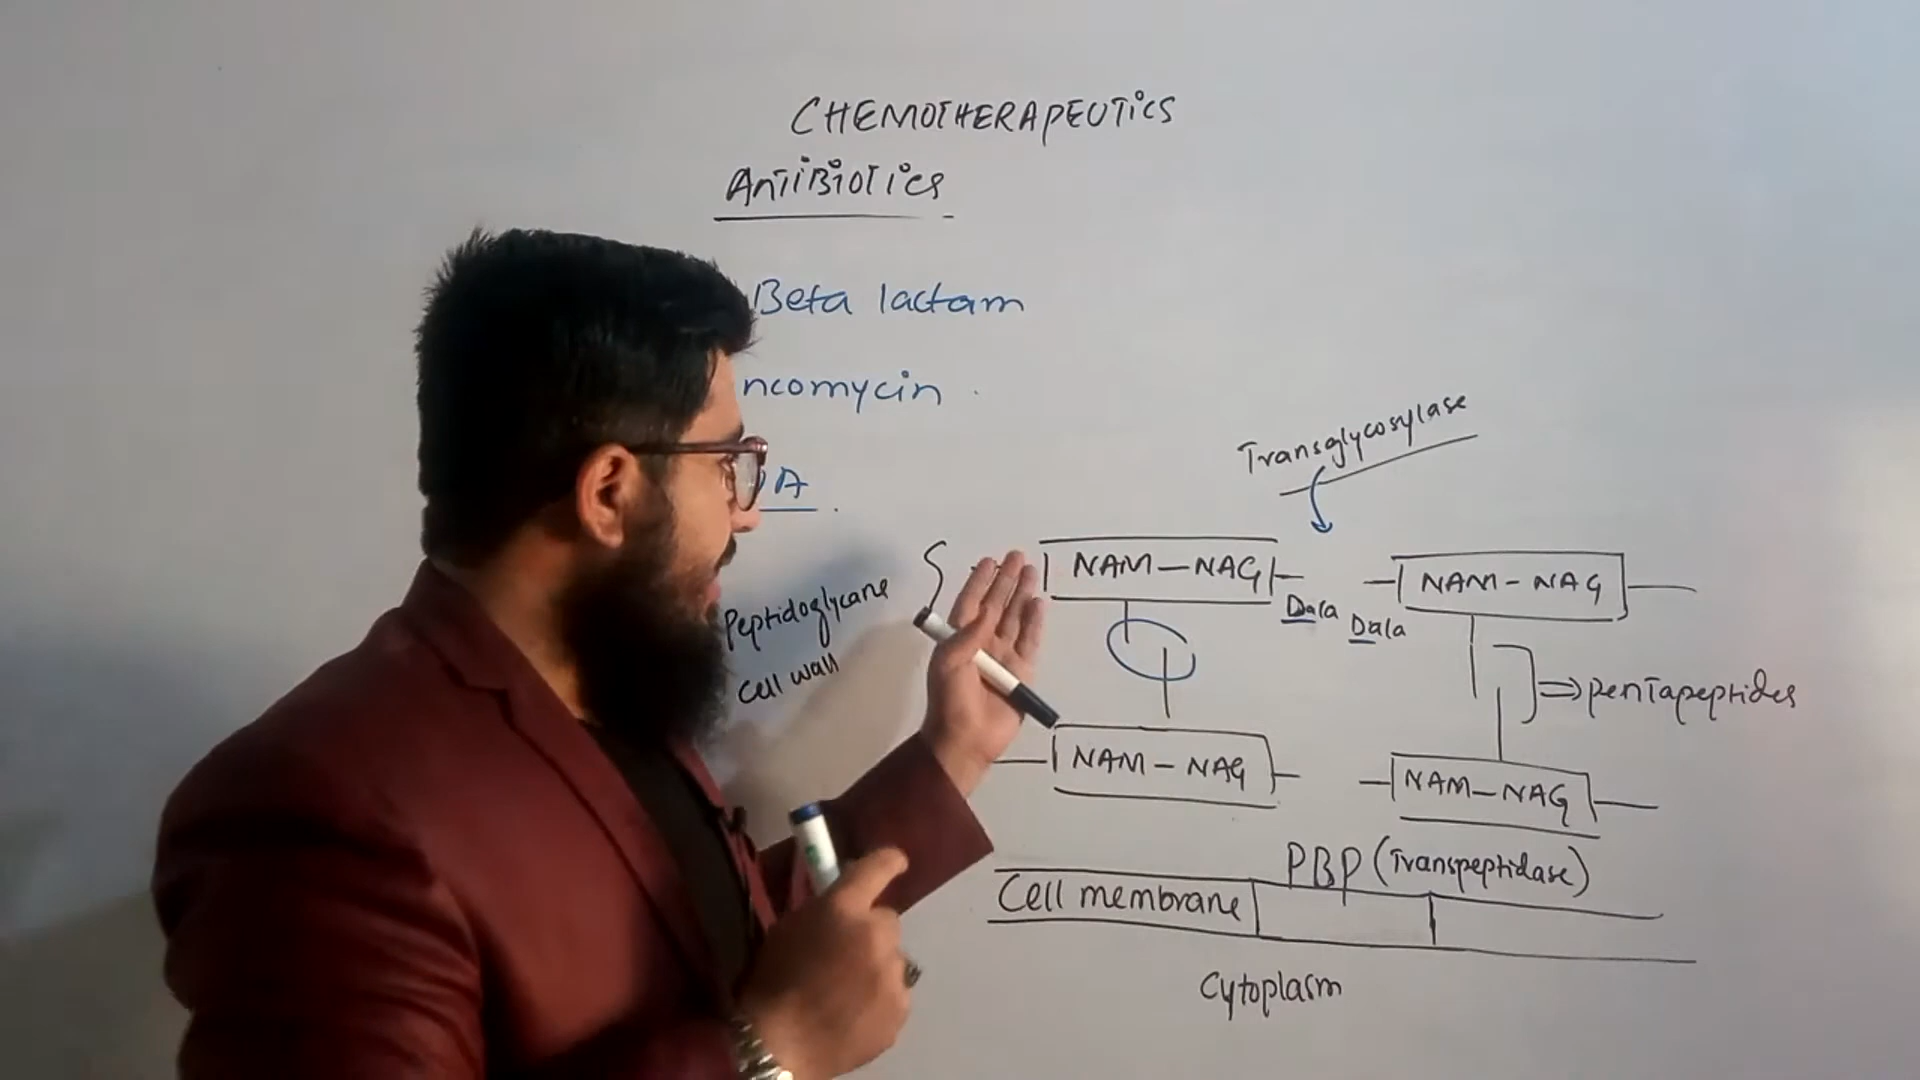 CHEMOTHERAPEUTiCS
AnTiBiOTiCS
Beta lactam
ncomycin .
A .
Transglycosylase
NAM-NAG
NAM-NAG
Dala Dala
Peptidoglycane
Cell wall
pentapeptides
NAM-NAG
NAM-NAG
PBP (Transpeptidase)
Cell membrane
Cytoplasm